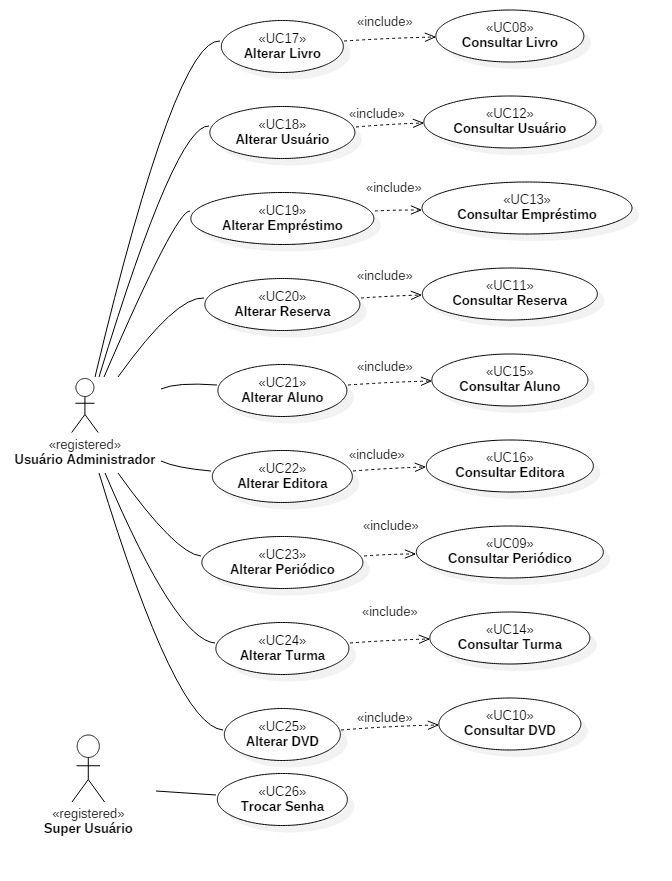 «UC17»
Alterar Livro
«include»
«UC08»
Consultar Livro
«UC18»
Alterar Usuário
«include»
«UC12»
Consultar Usuário
«UC19»
Alterar Empréstimo
«include»
«UC13»
Consultar Empréstimo
«UC20»
Alterar Reserva
«include»
«UC11»
Consultar Reserva
«UC21»
Alterar Aluno
«include»
«UC15»
Consultar Aluno
«registered»
Usuário Administrador
«UC22»
Alterar Editora
«include»
«UC16»
Consultar Editora
«UC23»
Alterar Periódico
«include»
«UC09»
Consultar Periódico
«UC24»
Alterar Turma
«include»
«UC14»
Consultar Turma
«UC25»
Alterar DVD
«include»
«UC10»
Consultar DVD
«registered»
Super Usuário
«UC26»
Trocar Senha